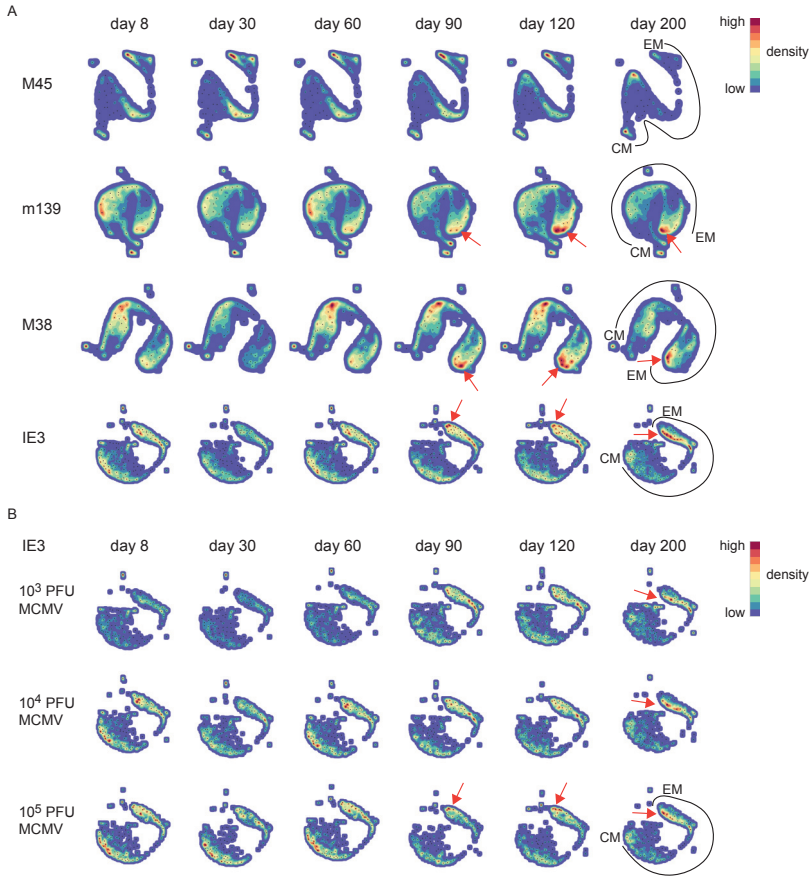 A
day 8 day 30 day 60 day 90 day 120 day 200
high
density
low
M45
EM
CM
m139
EM
CM
M38
CM
EM
IE3
EM
CM
B
IE3 day 8 day 30 day 60 day 90 day 120 day 200
high
density
low
10³ PFU
MCMV
10⁴ PFU
MCMV
10⁵ PFU
MCMV
EM
CM